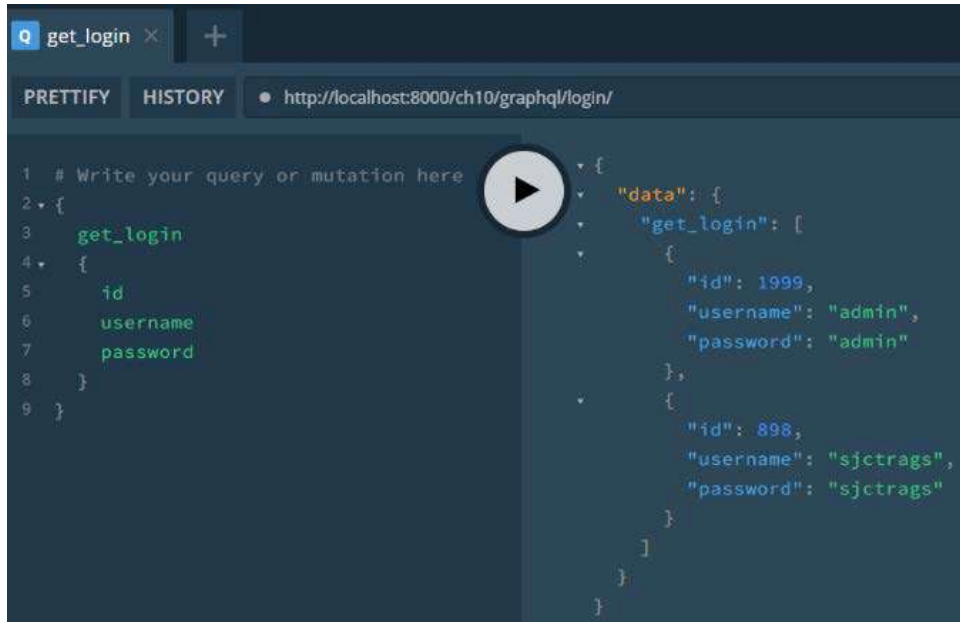 Q get_login × +
PRETTIFY HISTORY http://localhost:8000/ch10/graphql/login/
1 # Write your query or mutation here
2 {
3 get_login
4 {
5 id
6 username
7 password
8 }
9 }
{
"data": {
"get_login": [
{
"id": 1999,
"username": "admin",
"password": "admin"
},
{
"id": 898,
"username": "sjctrags",
"password": "sjctrags"
}
]
}
}